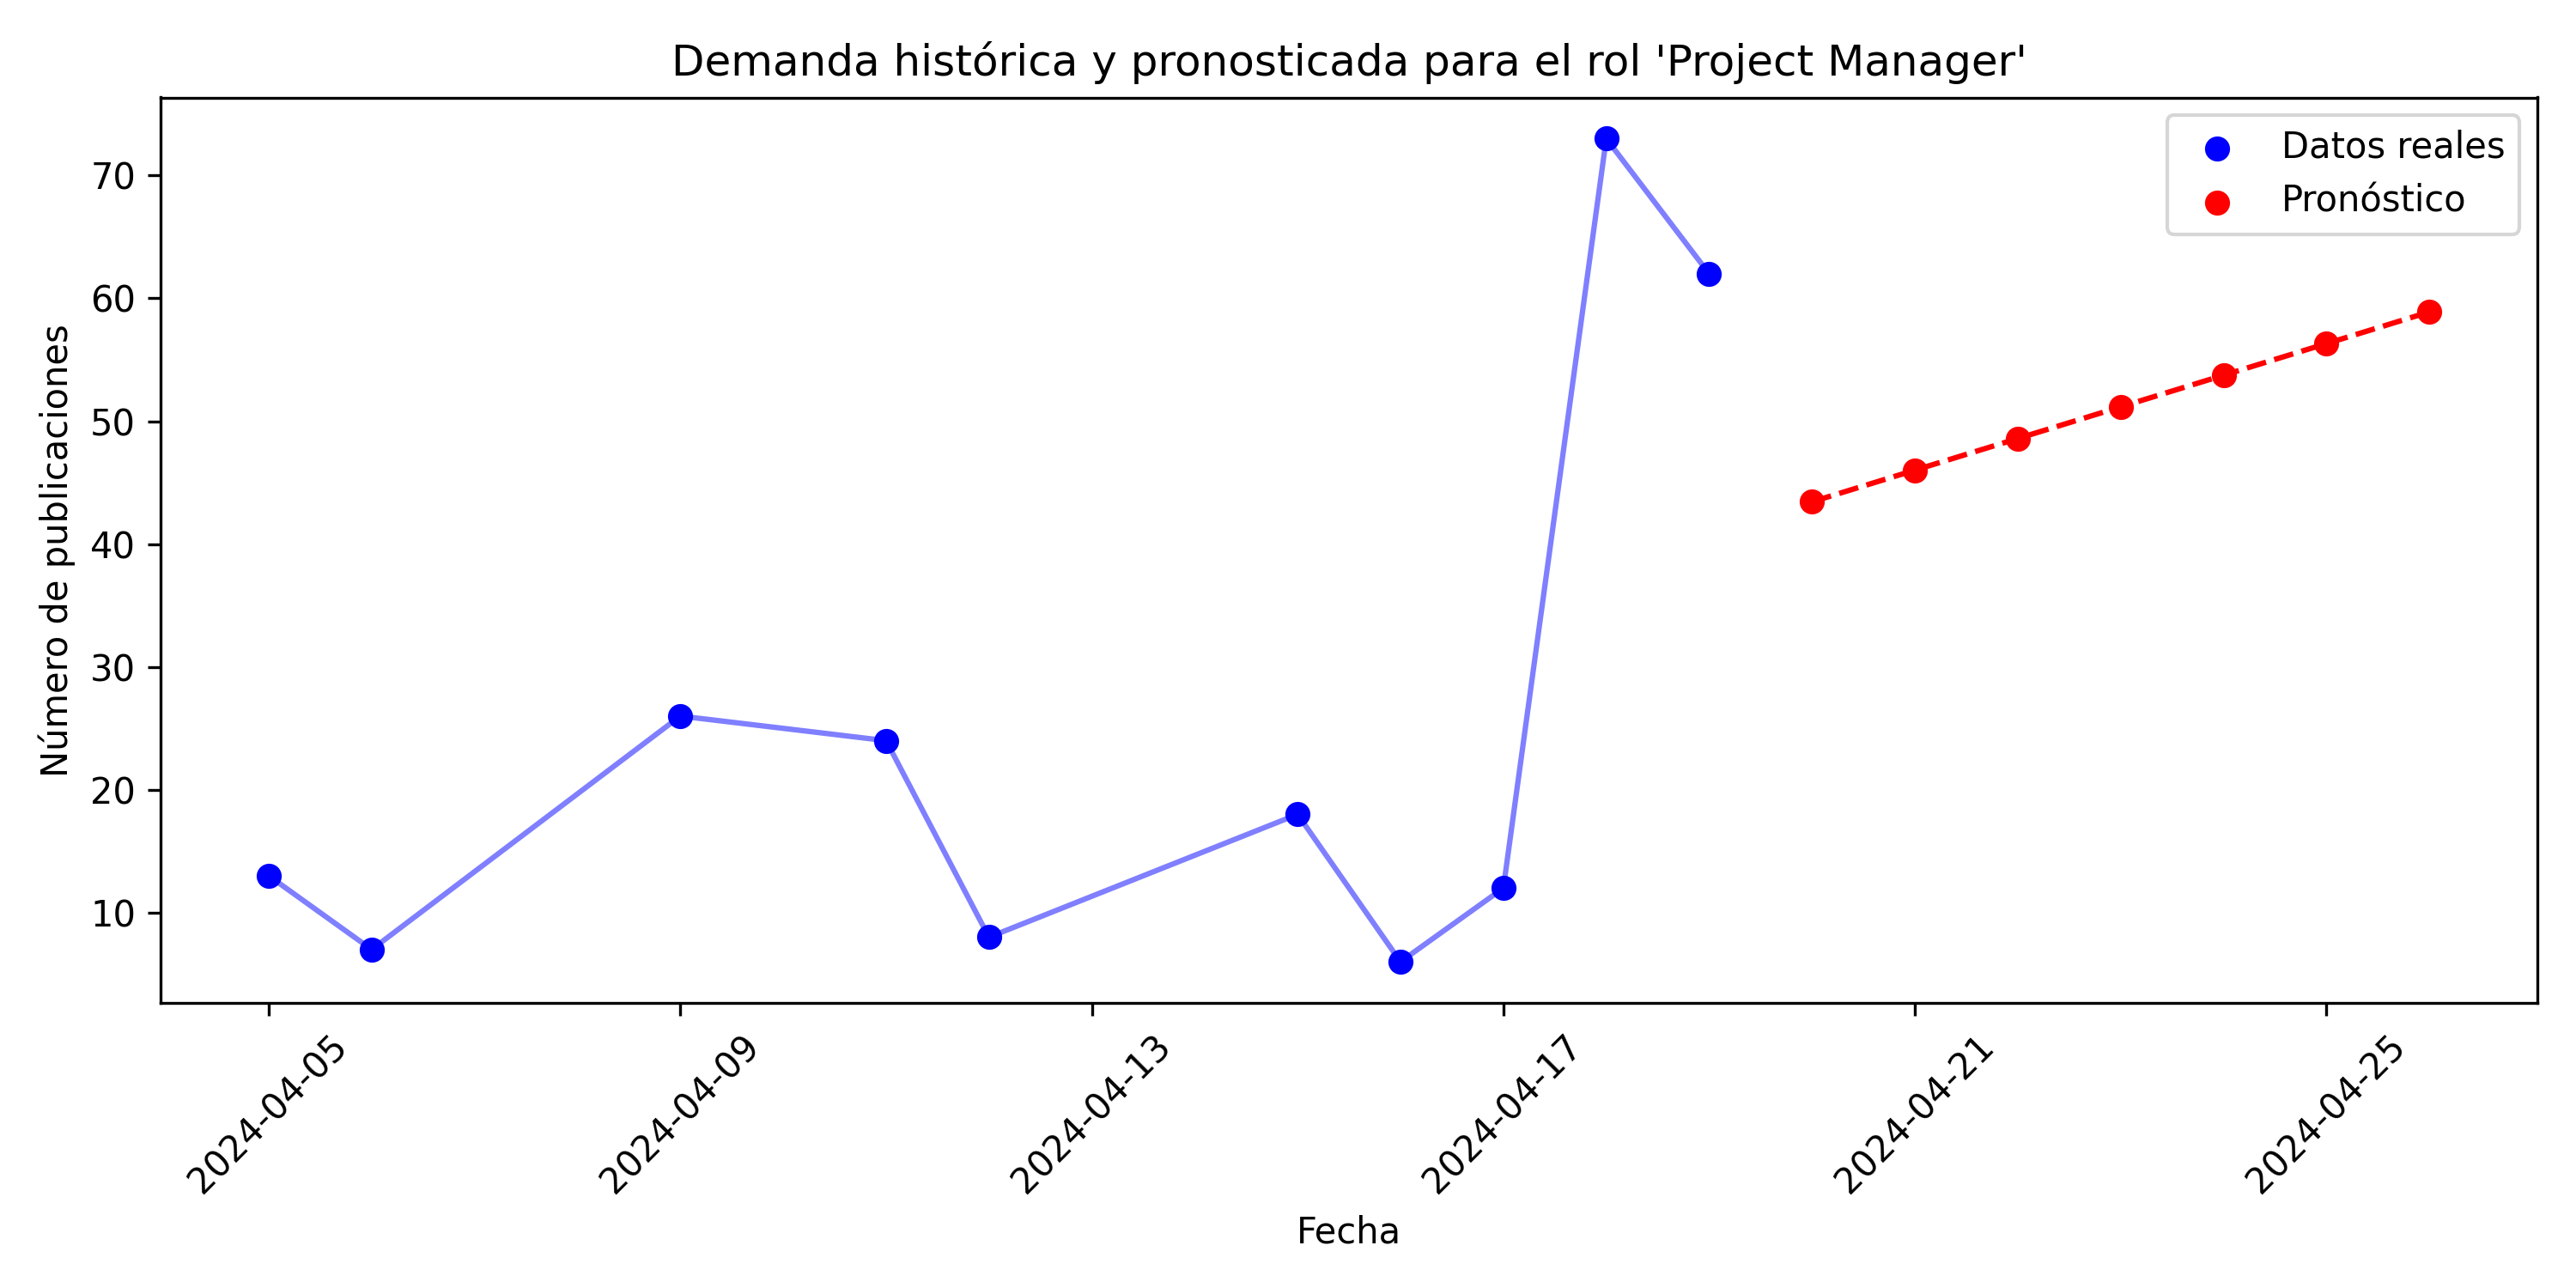 Demanda histórica y pronosticada para el rol 'Project Manager'
Datos reales
Pronóstico
Número de publicaciones
70
60
50
40
30
20
10
2024-04-05
2024-04-09
2024-04-13
2024-04-17
2024-04-21
2024-04-25
Fecha